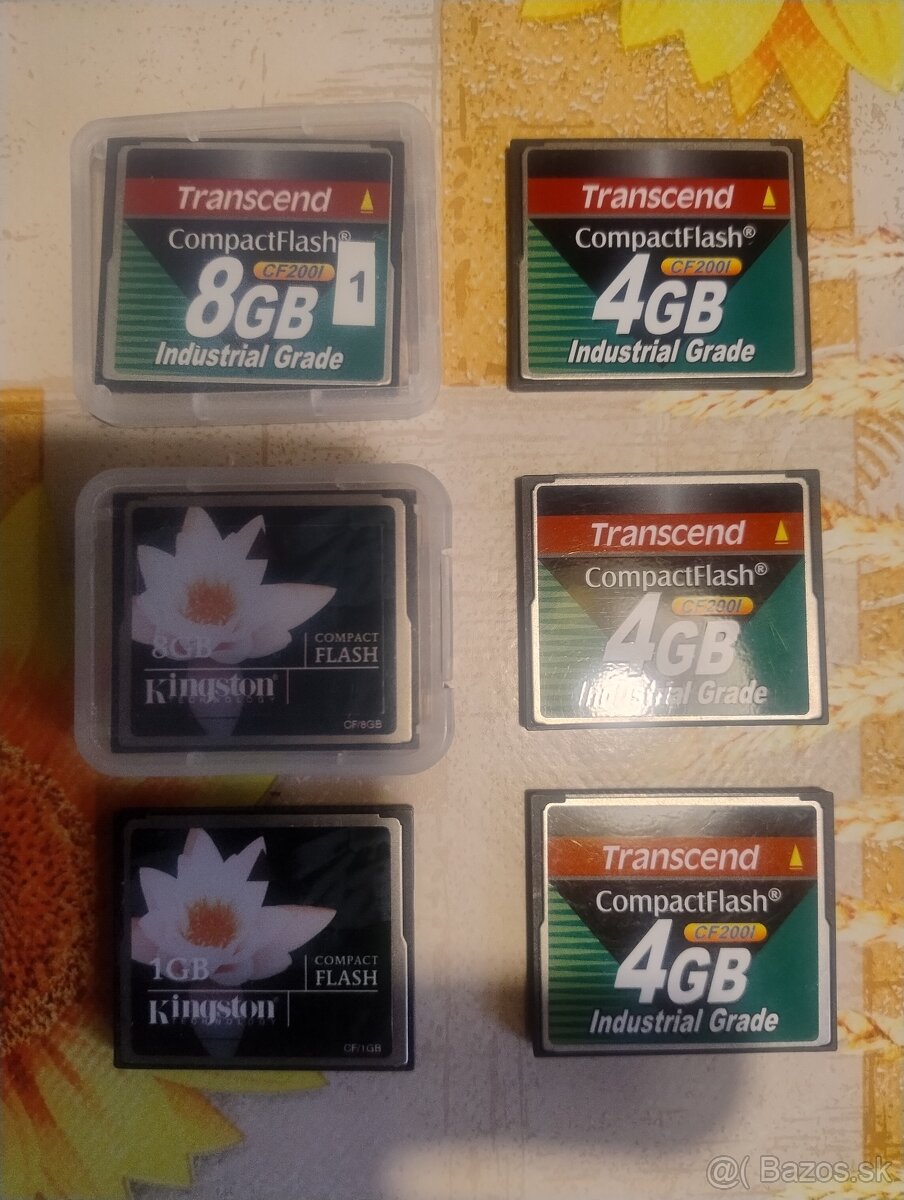 Transcend
CompactFlash®
CF200I
8GB
1
Industrial Grade
Transcend
CompactFlash®
CF200I
4GB
Industrial Grade
8GB
COMPACT
FLASH
Kingston
TECHNOLOGY
CF/8GB
Transcend
CompactFlash®
CF200I
4GB
Industrial Grade
1GB
COMPACT
FLASH
Kingston
TECHNOLOGY
CF/1GB
Transcend
CompactFlash®
CF200I
4GB
Industrial Grade
@( Bazos.sk